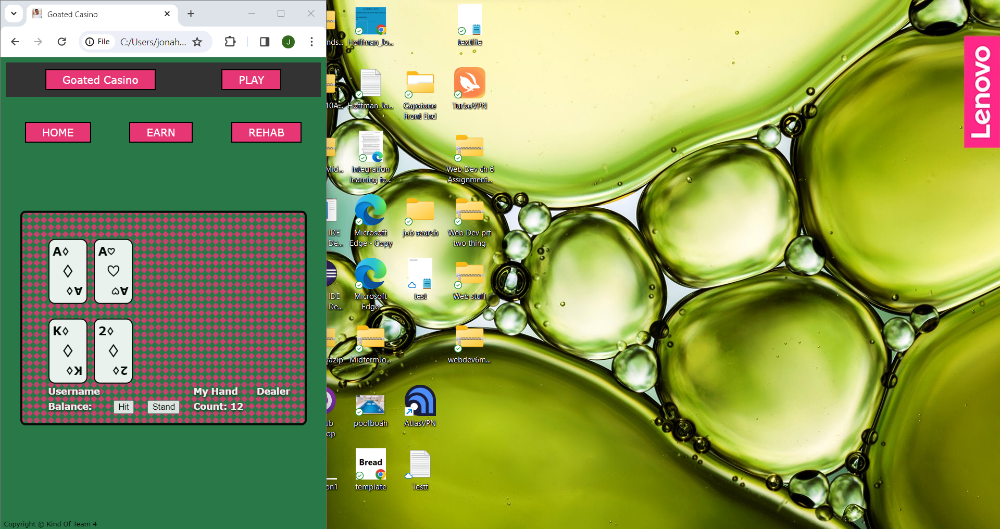 Goated Casino
File C:/Users/jonah... J
Goated Casino PLAY
HOME EARN REHAB
A◊ A♡
◊ ♡
A◊ A♡
K◊ 2◊
◊ ◊
K◊ 2◊
Username My Hand Dealer
Balance: Hit Stand Count: 12
Copyright © Kind Of Team 4
nds...
Hoffman_Jo...
textfile
10A...
Hoffman_Jo...
Capstone
Front End
TurboVPN
Mid...
Integration
learning to...
Web Dev ch 6
Assignment...
IDE
De...
Microsoft
Edge - Copy
job search
Web Dev prt
two thing
IDE
De...
Microsoft
Edge
test
Web stuff
vazip
MidtermJo...
webdev6m...
ub
op
poolboah
AtlasVPN
on1
Bread
template
Testt
Lenovo